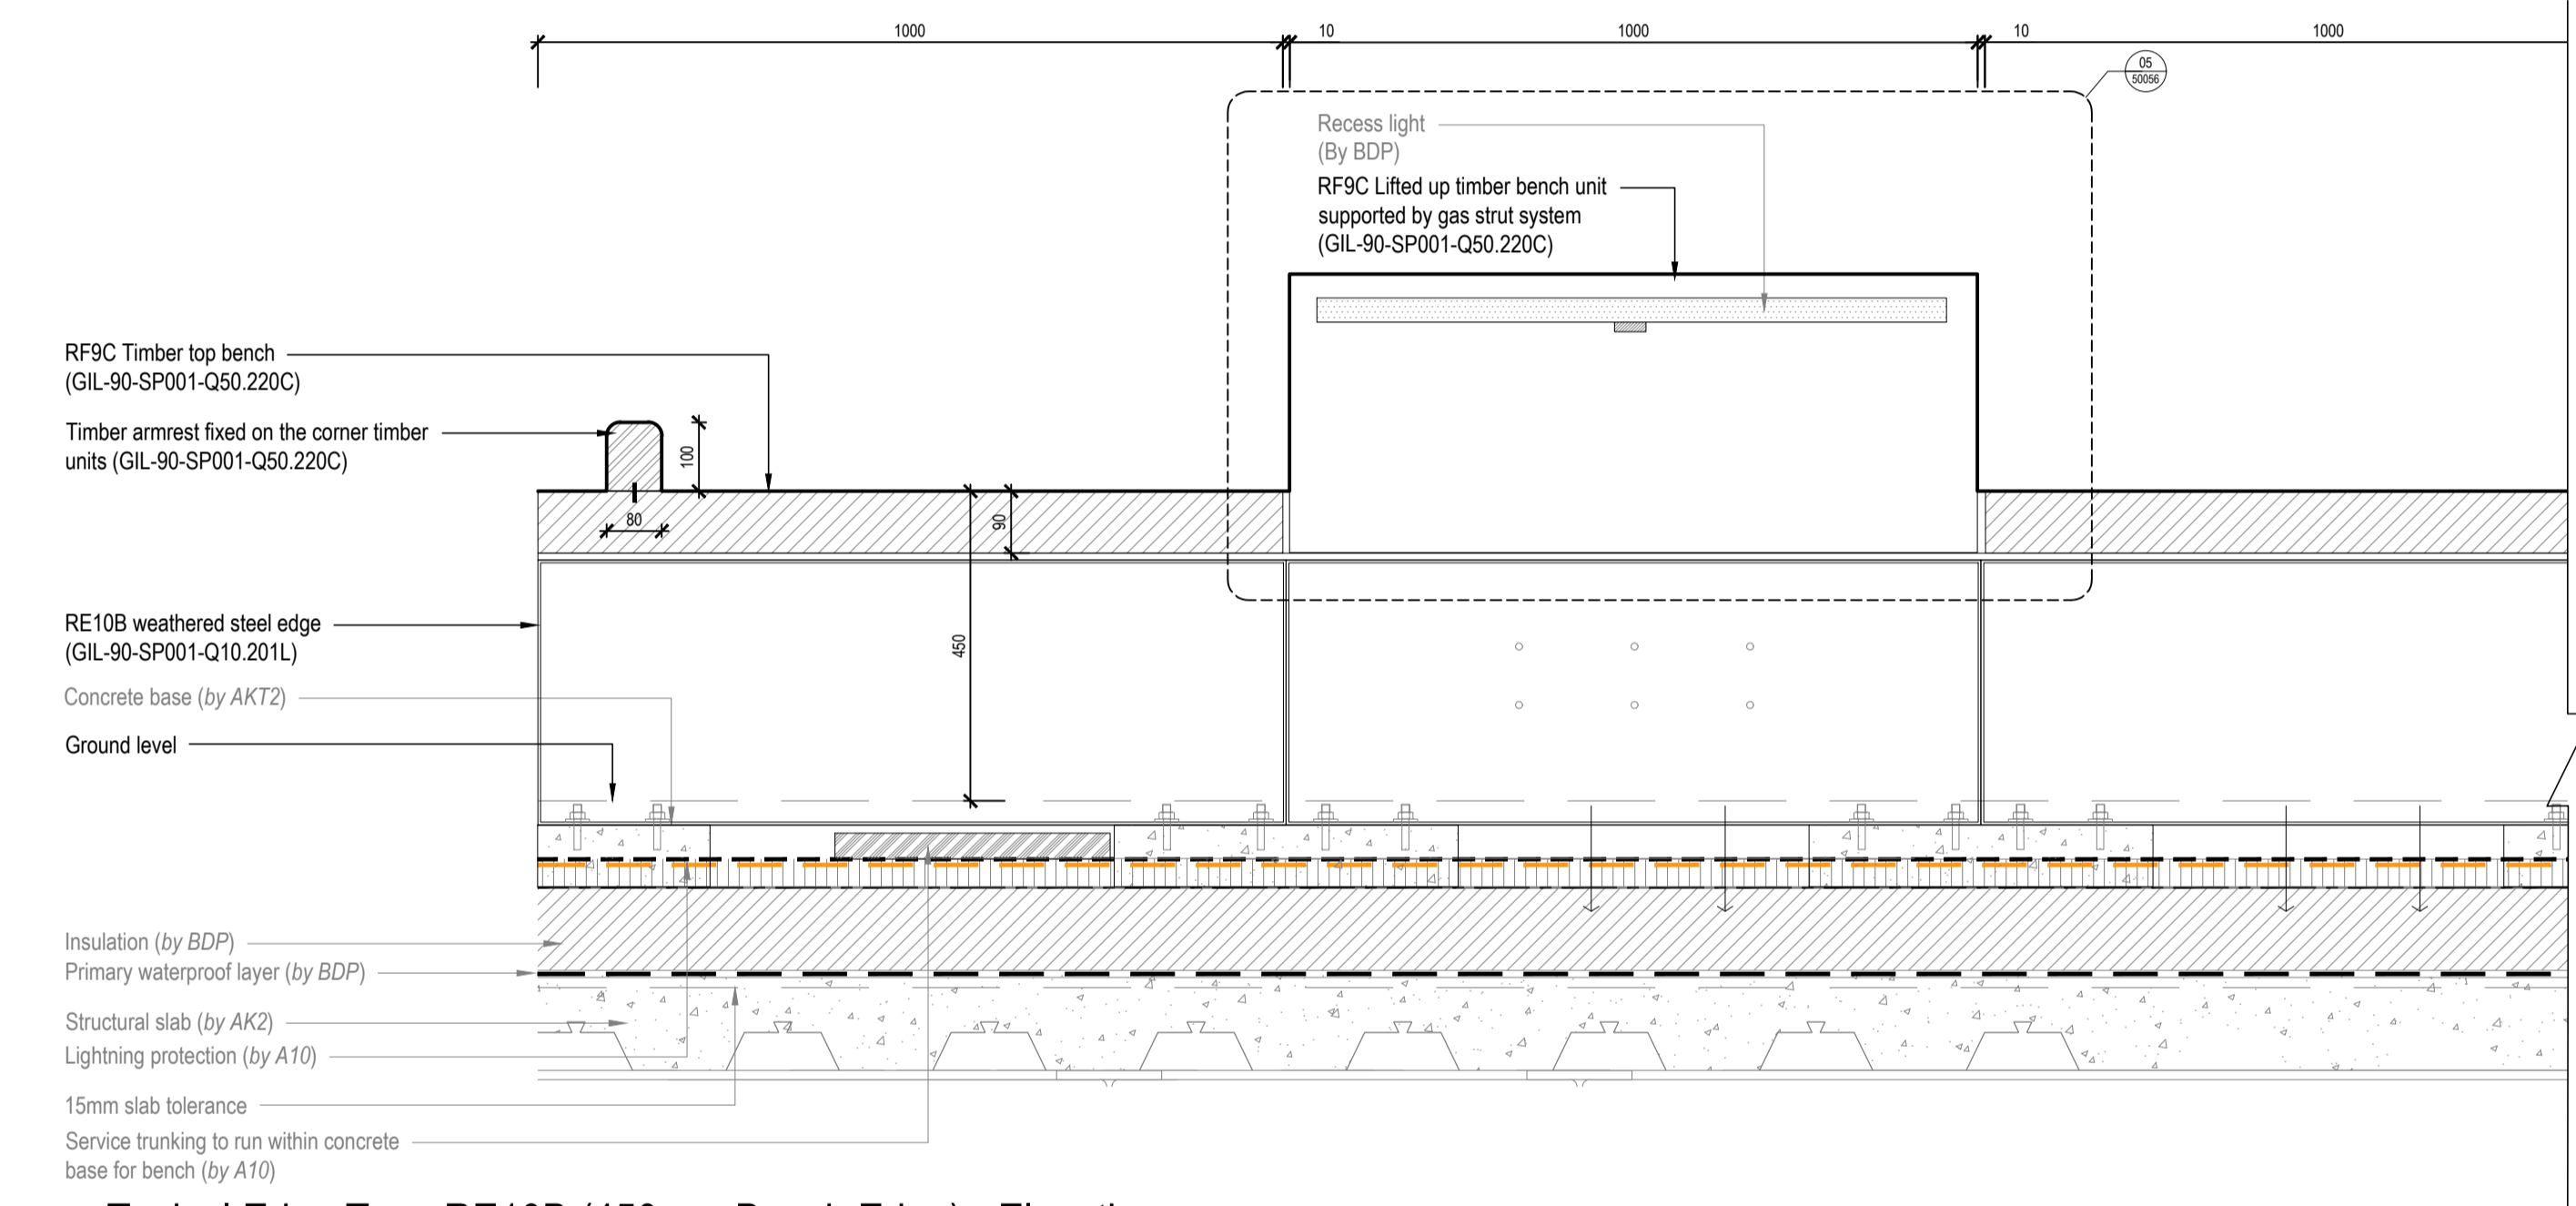 1000
10
1000
10
1000
05
50056
Recess light
(By BDP)
RF9C Lifted up timber bench unit
supported by gas strut system
(GIL-90-SP001-Q50.220C)
RF9C Timber top bench
(GIL-90-SP001-Q50.220C)
Timber armrest fixed on the corner timber
units (GIL-90-SP001-Q50.220C)
100
80
90
450
RE10B weathered steel edge
(GIL-90-SP001-Q10.201L)
Concrete base (by AKT2)
Ground level
Insulation (by BDP)
Primary waterproof layer (by BDP)
Structural slab (by AK2)
Lightning protection (by A10)
15mm slab tolerance
Service trunking to run within concrete
base for bench (by A10)